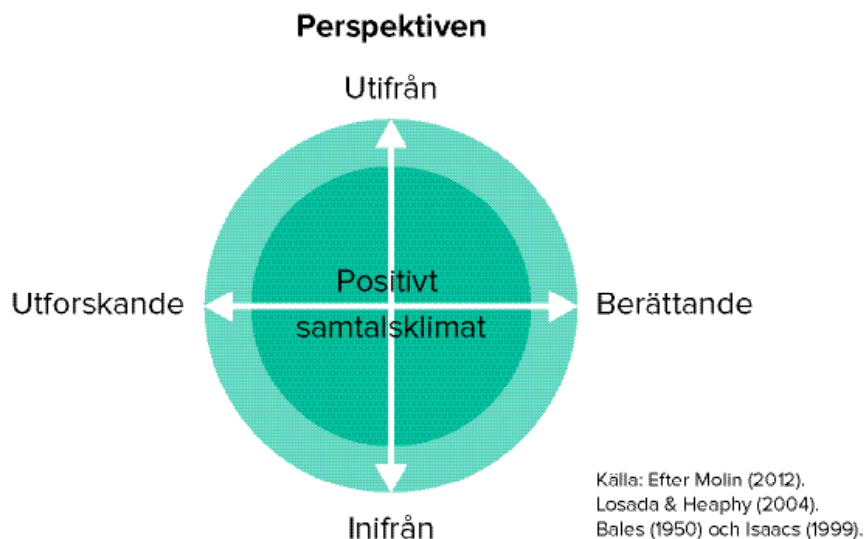 Perspektiven
Utifrån
Utforskande
Positivt
samtalsklimat
Berättande
Inifrån
Källa: Efter Molin (2012).
Losada & Heaphy (2004).
Bales (1950) och Isaacs (1999).